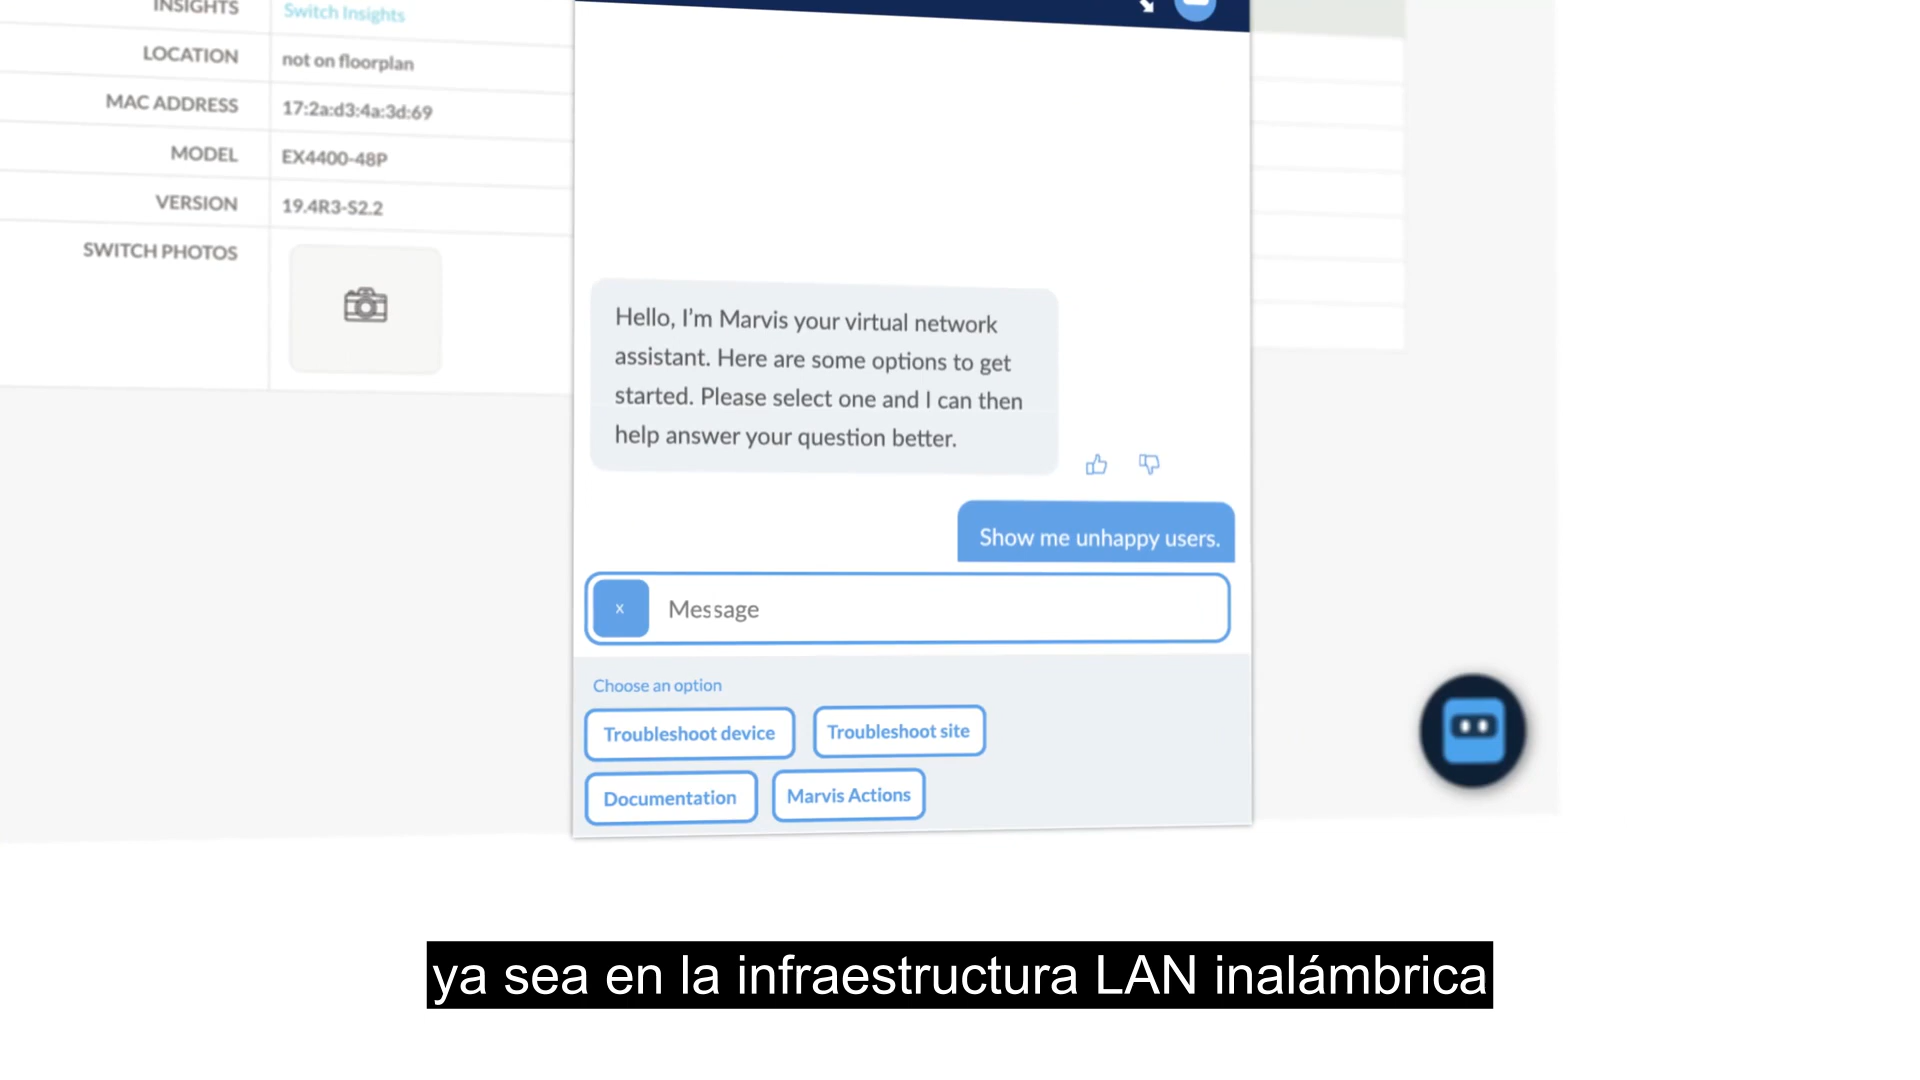 INSIGHTS Switch Insights
LOCATION not on floorplan
MAC ADDRESS 17:2a:d3:4a:3d:69
MODEL EX4400-48P
VERSION 19.4R3-S2.2
SWITCH PHOTOS
Hello, I'm Marvis your virtual network
assistant. Here are some options to get
started. Please select one and I can then
help answer your question better.
Show me unhappy users.
x Message
Choose an option
Troubleshoot device Troubleshoot site
Documentation Marvis Actions
ya sea en la infraestructura LAN inalámbrica